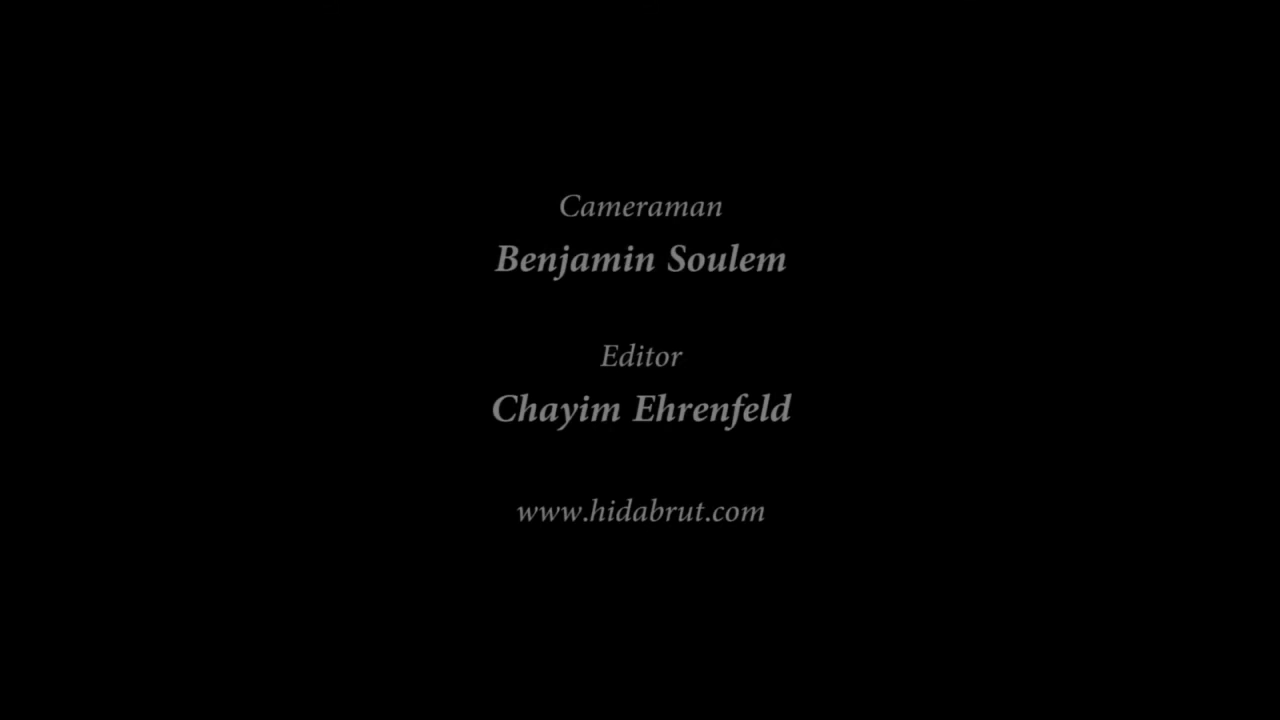 Cameraman
Benjamin Soulem
Editor
Chayim Ehrenfeld
www.hidabrut.com